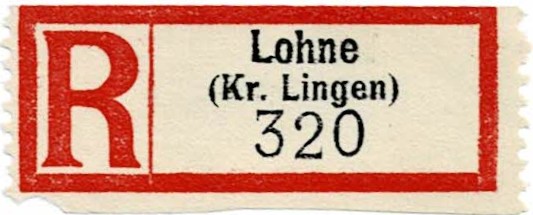 R
Lohne
(Kr. Lingen)
320